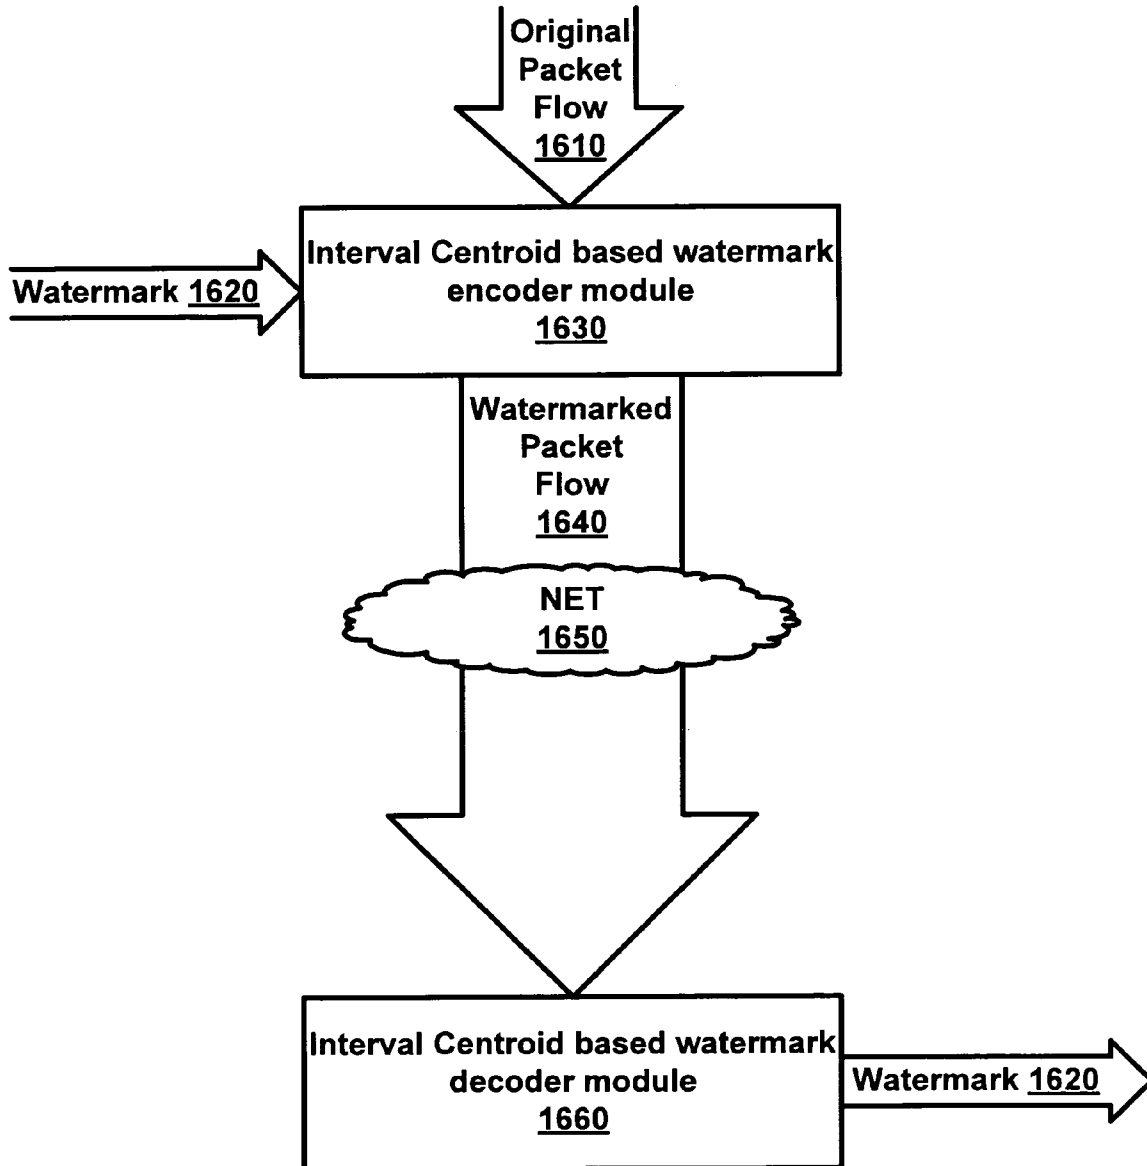 Original
Packet
Flow
1610
Interval Centroid based watermark
encoder module
1630
Watermark 1620
Watermarked
Packet
Flow
1640
NET
1650
Interval Centroid based watermark
decoder module
1660
Watermark 1620